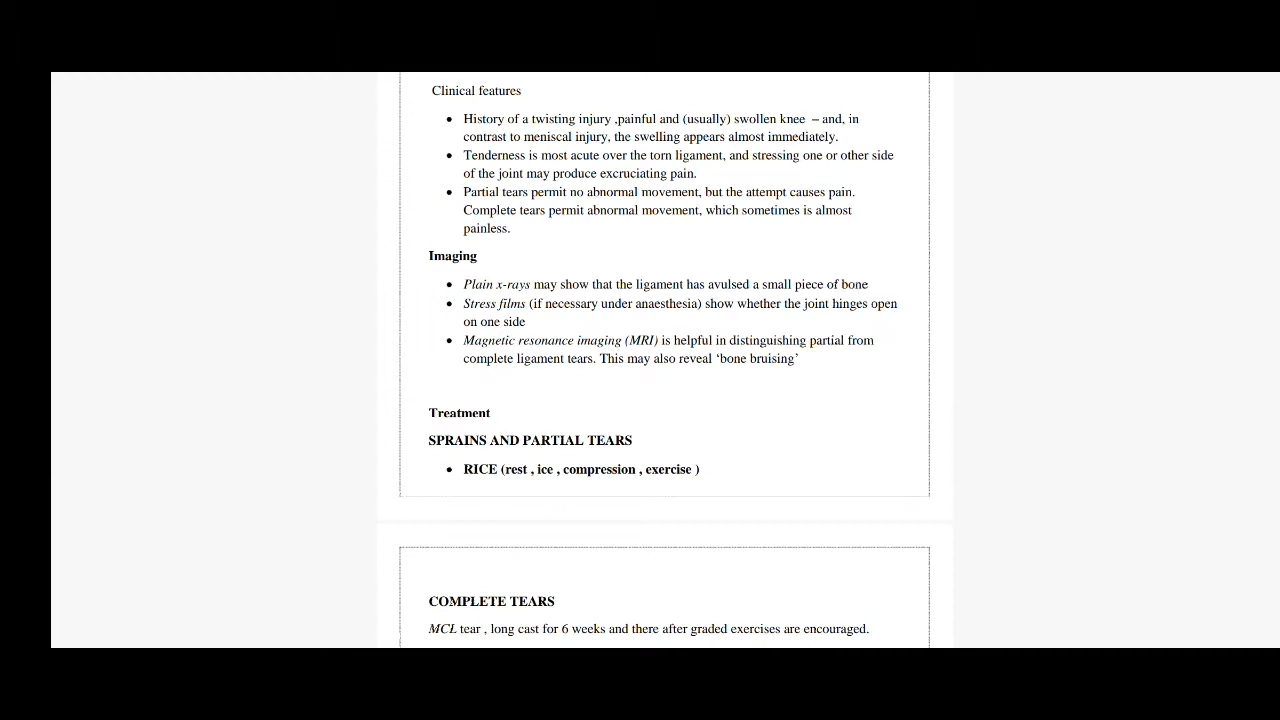 Clinical features
• History of a twisting injury ,painful and (usually) swollen knee – and, in
contrast to meniscal injury, the swelling appears almost immediately.
• Tenderness is most acute over the torn ligament, and stressing one or other side
of the joint may produce excruciating pain.
• Partial tears permit no abnormal movement, but the attempt causes pain.
Complete tears permit abnormal movement, which sometimes is almost
painless.
Imaging
• Plain x-rays may show that the ligament has avulsed a small piece of bone
• Stress films (if necessary under anaesthesia) show whether the joint hinges open
on one side
• Magnetic resonance imaging (MRI) is helpful in distinguishing partial from
complete ligament tears. This may also reveal ‘bone bruising’
Treatment
SPRAINS AND PARTIAL TEARS
• RICE (rest , ice , compression , exercise )
COMPLETE TEARS
MCL tear , long cast for 6 weeks and there after graded exercises are encouraged.